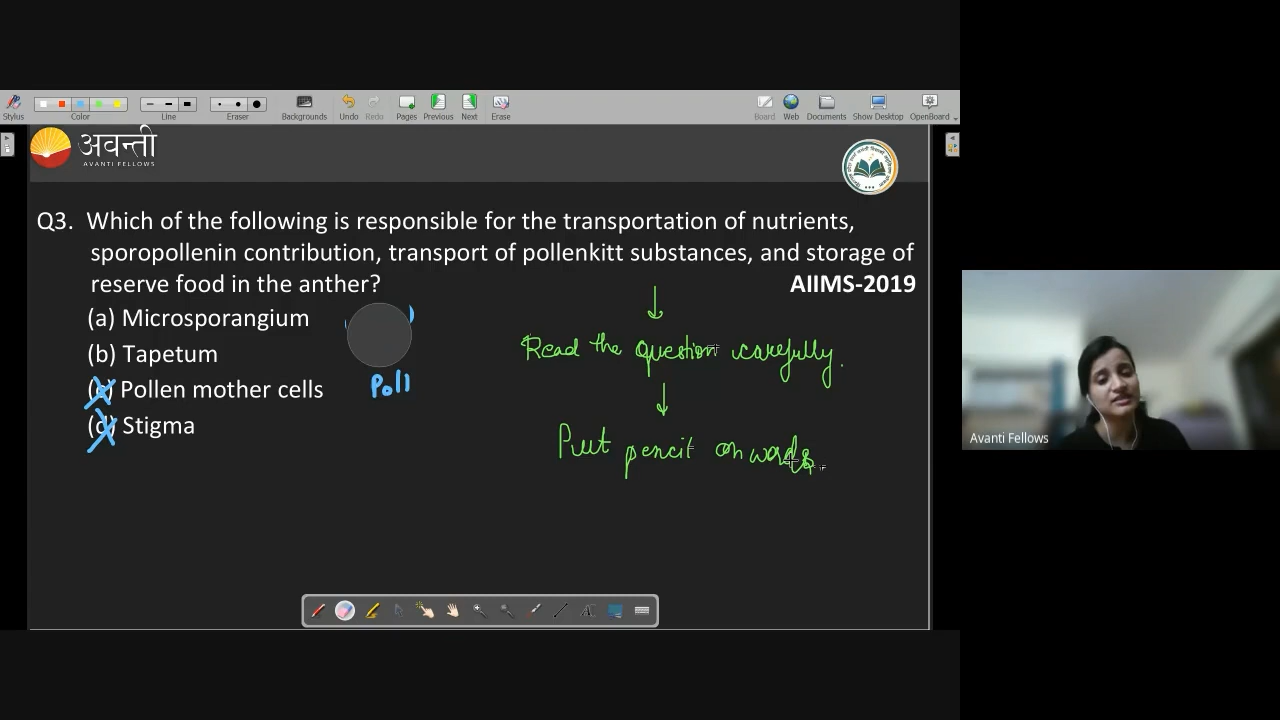 Stylus
Color
Line
Eraser
Backgrounds
Undo
Redo
Pages
Previous
Next
Erase
Board
Web
Documents
Show Desktop
OpenBoard
अवन्ती
AVANTI FELLOWS
Q3. Which of the following is responsible for the transportation of nutrients,
sporopollenin contribution, transport of pollenkitt substances, and storage of
reserve food in the anther?
AIIMS-2019
(a) Microsporangium
(b) Tapetum
(c) Pollen mother cells
(d) Stigma
Poll
Read the question carefully.
Put pencil on words.
Avanti Fellows